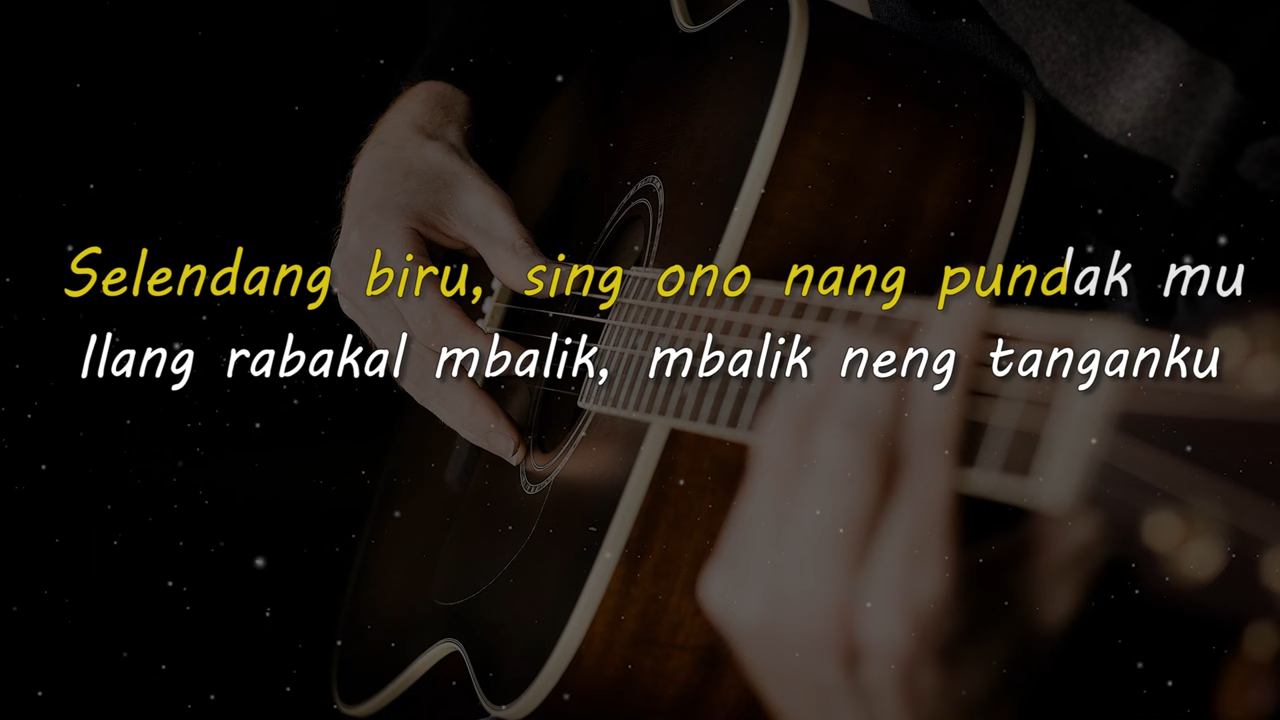 Selendang biru, sing ono nang pundak mu
Ilang rabakal mbalik, mbalik neng tanganku